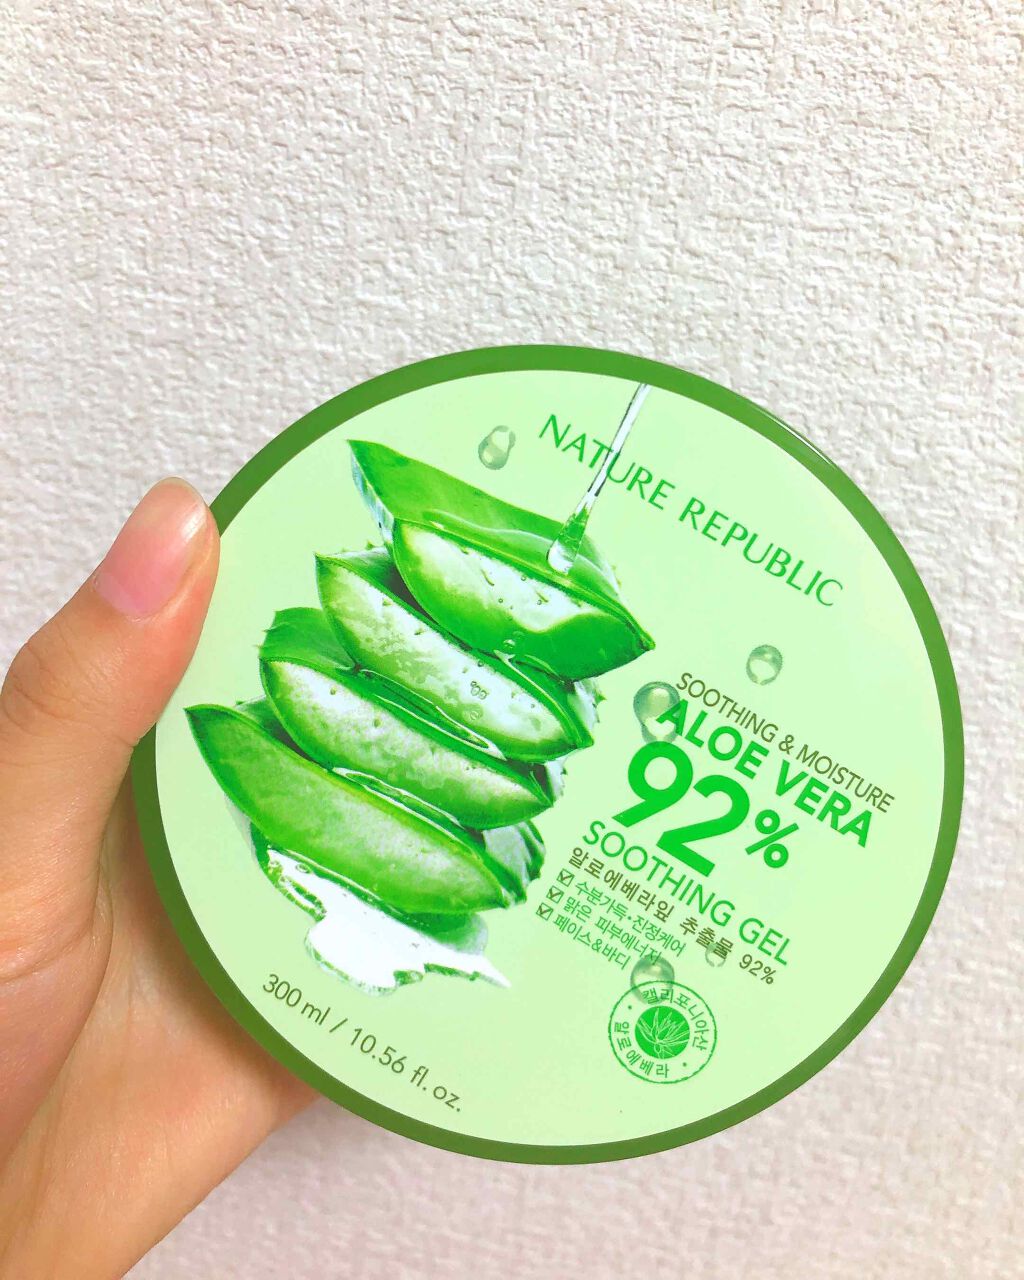 NATURE REPUBLIC
SOOTHING & MOISTURE
ALOE VERA
92%
SOOTHING GEL
알로에베라잎 추출물 92%
☑ 수분가득·진정케어
☑ 맑은 피부에너지
☑ 페이스&바디
캘리포니아산
알로에베라
300 ml / 10.56 fl. oz.